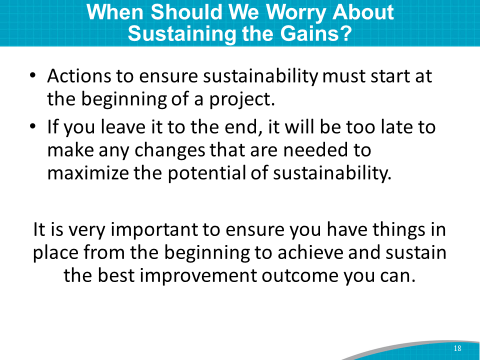 When Should We Worry About
Sustaining the Gains?
• Actions to ensure sustainability must start at
the beginning of a project.
• If you leave it to the end, it will be too late to
make any changes that are needed to
maximize the potential of sustainability.
It is very important to ensure you have things in
place from the beginning to achieve and sustain
the best improvement outcome you can.
18